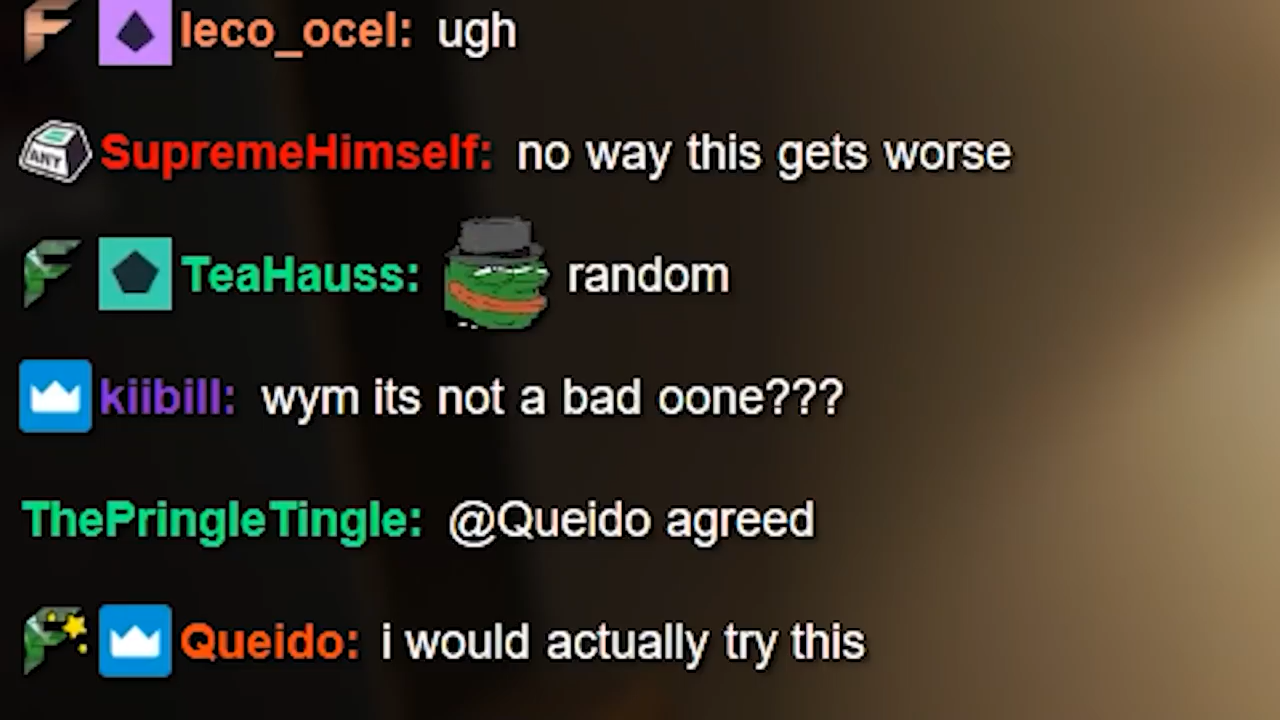 leco_ocel: ugh
ANY SupremeHimself: no way this gets worse
TeaHauss: random
kiibill: wym its not a bad oone???
ThePringleTingle: @Queido agreed
Queido: i would actually try this